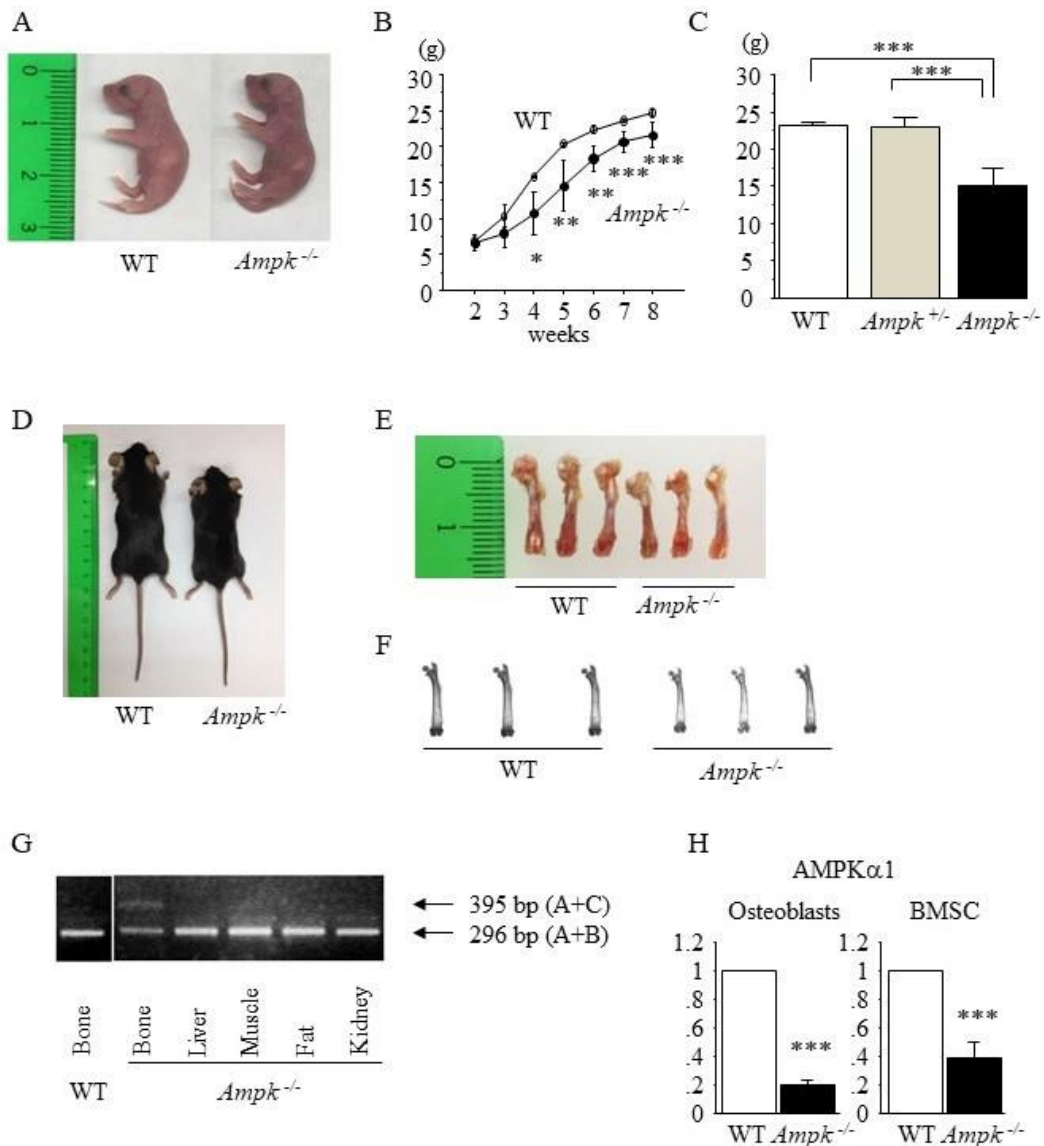 A
0
1
2
3
WT
Ampk -/-
B
(g)
30
25
20
15
10
5
0
WT
Ampk -/-
*
**
**
***
***
2 3 4 5 6 7 8
weeks
C
(g)
***
***
30
25
20
15
10
5
0
WT Ampk +/- Ampk -/-
D
WT Ampk -/-
E
0
1
WT Ampk -/-
F
WT Ampk -/-
G
395 bp (A+C)
296 bp (A+B)
Bone Bone Liver Muscle Fat Kidney
WT Ampk -/-
H
AMPKα1
Osteoblasts
1.2
1
.8
.6
.4
.2
0
***
WT Ampk -/-
BMSC
1.2
1
.8
.6
.4
.2
0
***
WT Ampk -/-